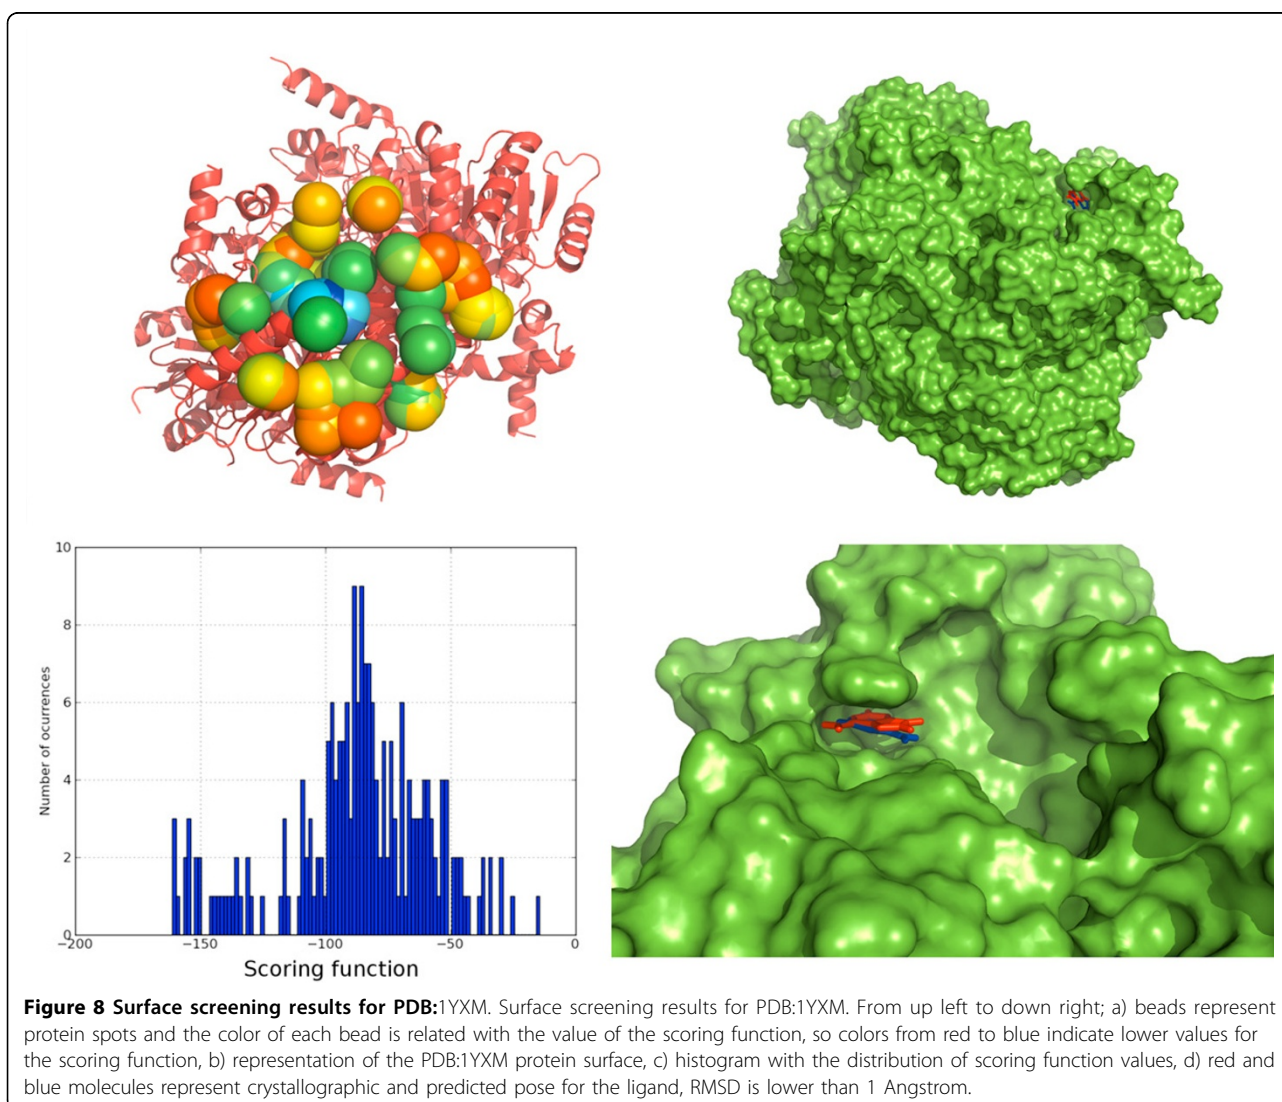 10
8
6
4
2
0
Number of ocurrences
−200
−150
−100
−50
0
Scoring function
Figure 8 Surface screening results for PDB:1YXM. Surface screening results for PDB:1YXM. From up left to down right; a) beads represent
protein spots and the color of each bead is related with the value of the scoring function, so colors from red to blue indicate lower values for
the scoring function, b) representation of the PDB:1YXM protein surface, c) histogram with the distribution of scoring function values, d) red and
blue molecules represent crystallographic and predicted pose for the ligand, RMSD is lower than 1 Angstrom.